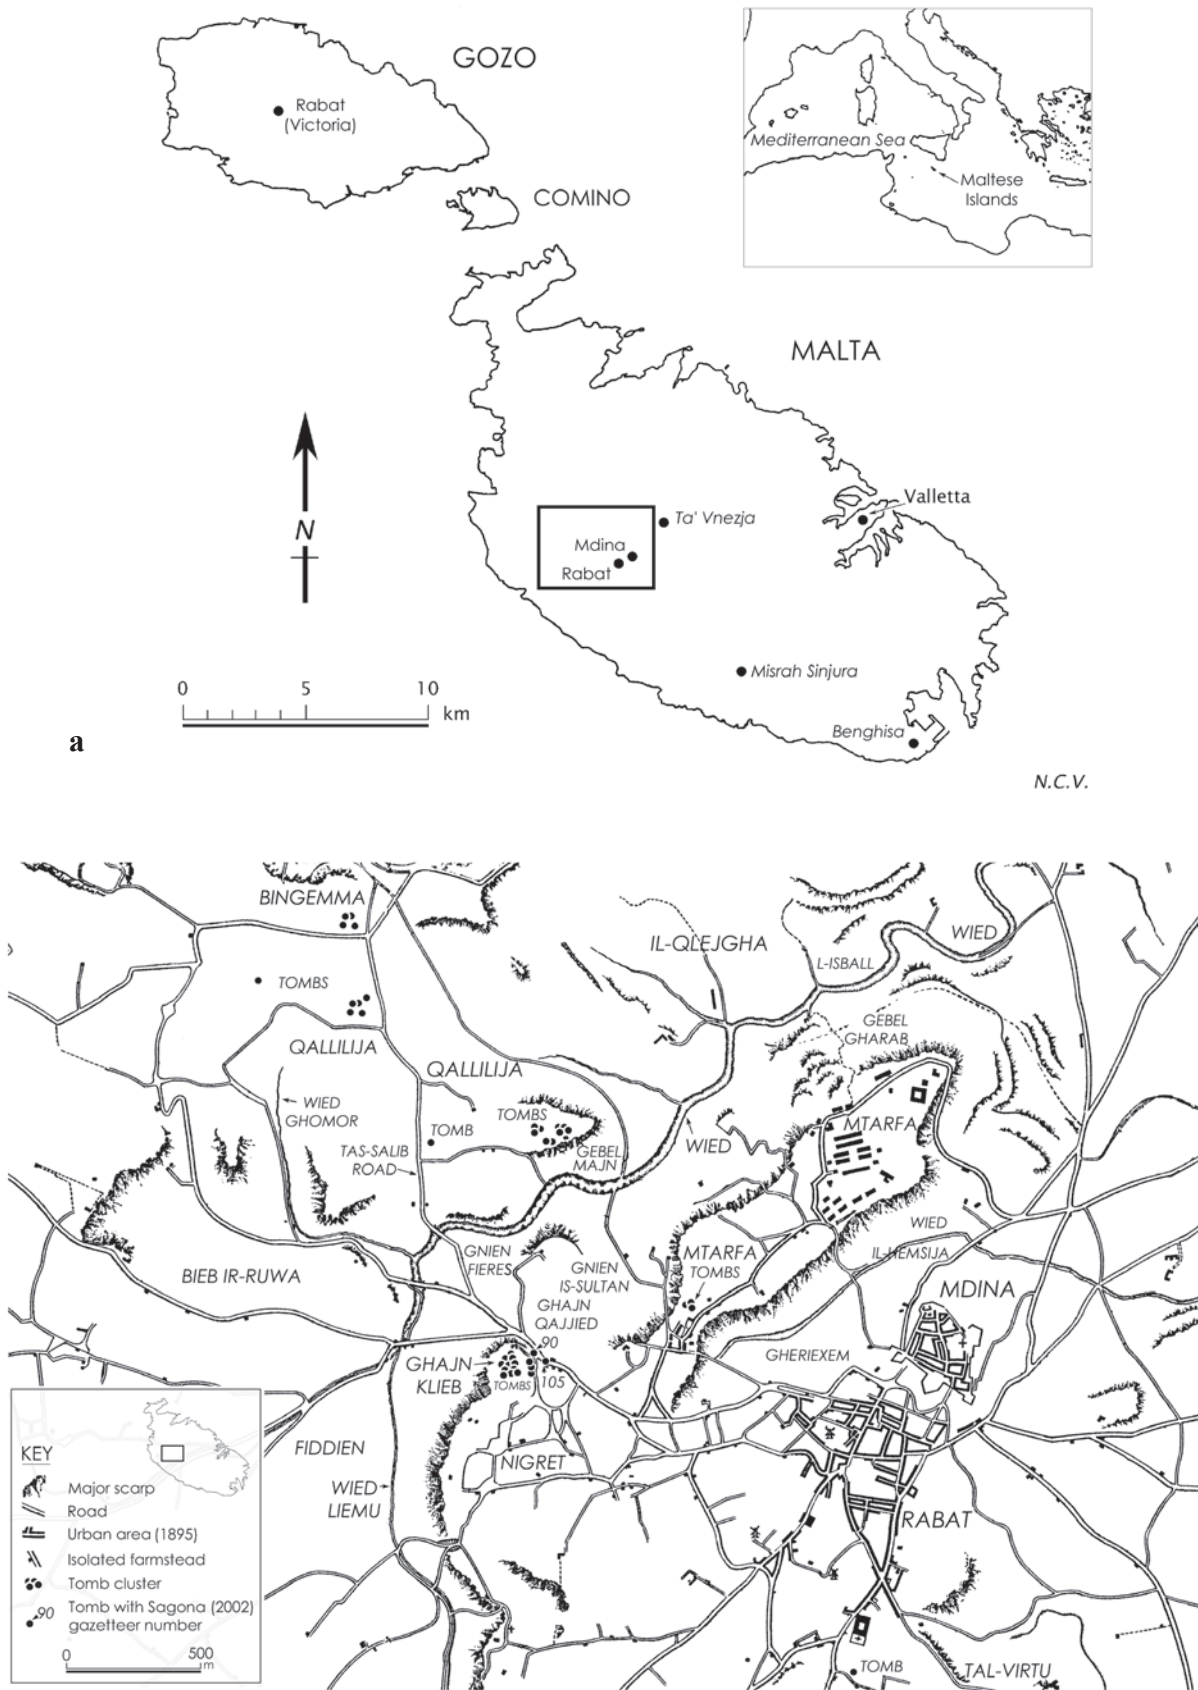 GOZO
Rabat
(Victoria)
COMINO
Mediterranean Sea
Maltese
Islands
MALTA
Valletta
Ta' Vnezja
Mdina
Rabat
N
Misrah Sinjura
Benghisa
0 5 10
km
a
N.C.V.
BINGEMMA
TOMBS
IL-QLEJGHA
WIED
L-ISBALL
GEBEL
GHARAB
QALLILIJA
QALLILIJA
WIED
GHOMOR
TOMBS
TOMB
TAS-SALIB
ROAD
GEBEL
MAJN
WIED
MTARFA
WIED
IL-HEMSIJA
GNIEN
FIERES
GNIEN
IS-SULTAN
MTARFA
TOMBS
BIEB IR-RUWA
GHAJN
QAJJIED
MDINA
90
GHAJN
KLIEB
TOMBS
105
GHERIEXEM
FIDDIEN
NIGRET
WIED
LIEMU
RABAT
TOMB
TAL-VIRTU
KEY
Major scarp
Road
Urban area (1895)
Isolated farmstead
Tomb cluster
90 Tomb with Sagona (2002)
gazetteer number
0 500
m